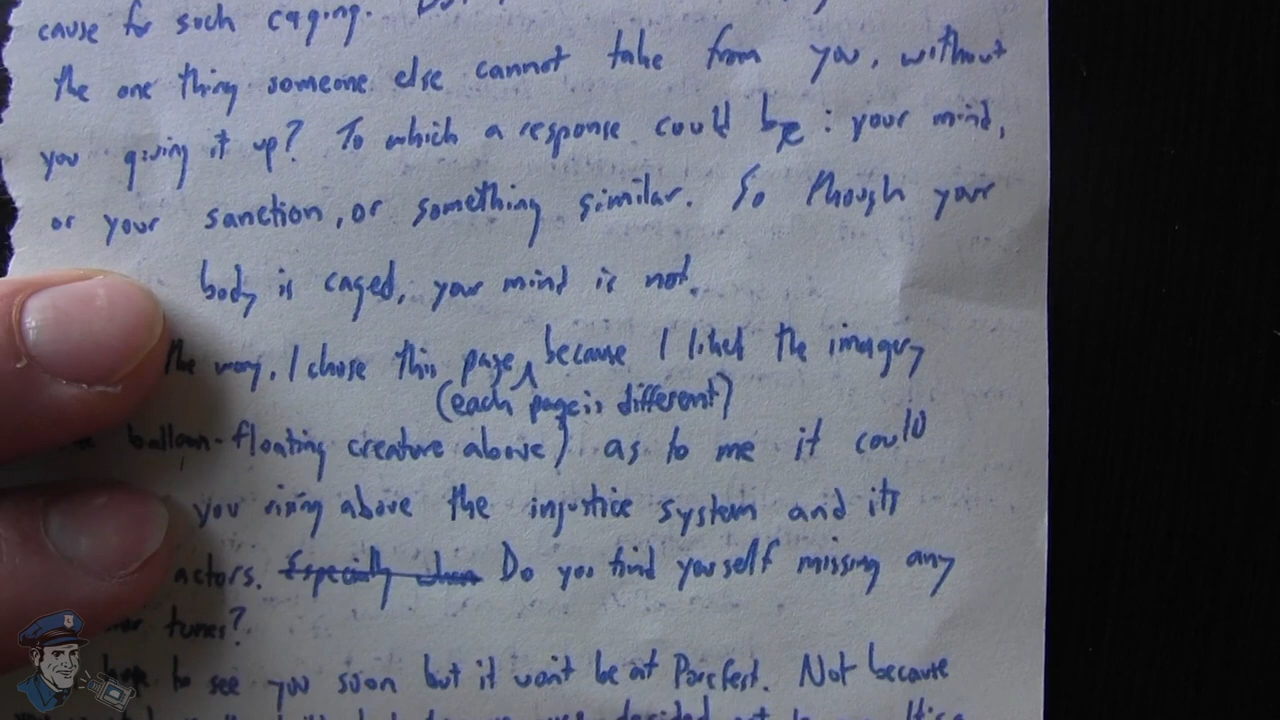 cause for such caging.
the one thing someone else cannot take from you, without
you giving it up? To which a response could be: your mind,
or your sanction, or something similar. So though your
body is caged, your mind is not.
the way, I chose this page, because I liked the imagery
(each page is different)
balloon-floating creature above) as to me it could
you rising above the injustice system and its
actors. Especially when Do you find yourself missing any
tunes?
hope to see you soon but it won't be at Porcfest. Not because
decided not to